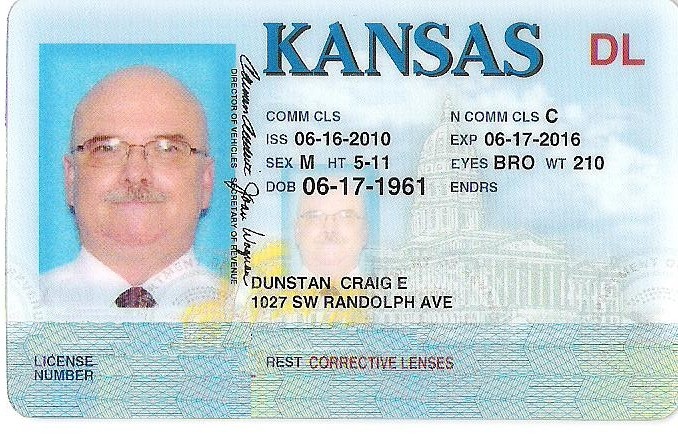 KANSAS DL
COMM CLS N COMM CLS C
ISS 06-16-2010 EXP 06-17-2016
SEX M HT 5-11 EYES BRO WT 210
DOB 06-17-1961 ENDRS
DIRECTOR OF VEHICLES SECRETARY OF REVENUE
Joan Wagnon
DUNSTAN CRAIG E
1027 SW RANDOLPH AVE
LICENSE
NUMBER
REST CORRECTIVE LENSES